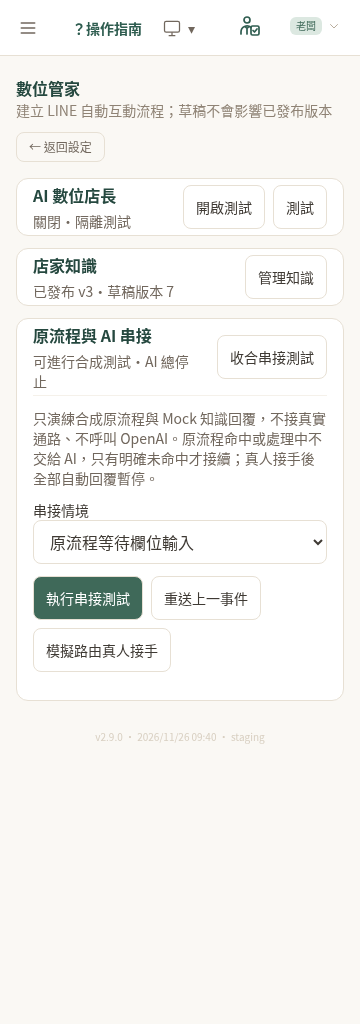 ？操作指南
▼
老闆
數位管家
建立 LINE 自動互動流程；草稿不會影響已發布版本
← 返回設定
AI 數位店長
關閉・隔離測試
開啟測試
測試
店家知識
已發布 v3・草稿版本 7
管理知識
原流程與 AI 串接
可進行合成測試・AI 總停
止
收合串接測試
只演練合成原流程與 Mock 知識回覆，不接真實
通路、不呼叫 OpenAI。原流程命中或處理中不
交給 AI，只有明確未命中才接續；真人接手後
全部自動回覆暫停。
串接情境
原流程等待欄位輸入
執行串接測試
重送上一事件
模擬路由真人接手
v2.9.0 ・ 2026/11/26 09:40 ・ staging